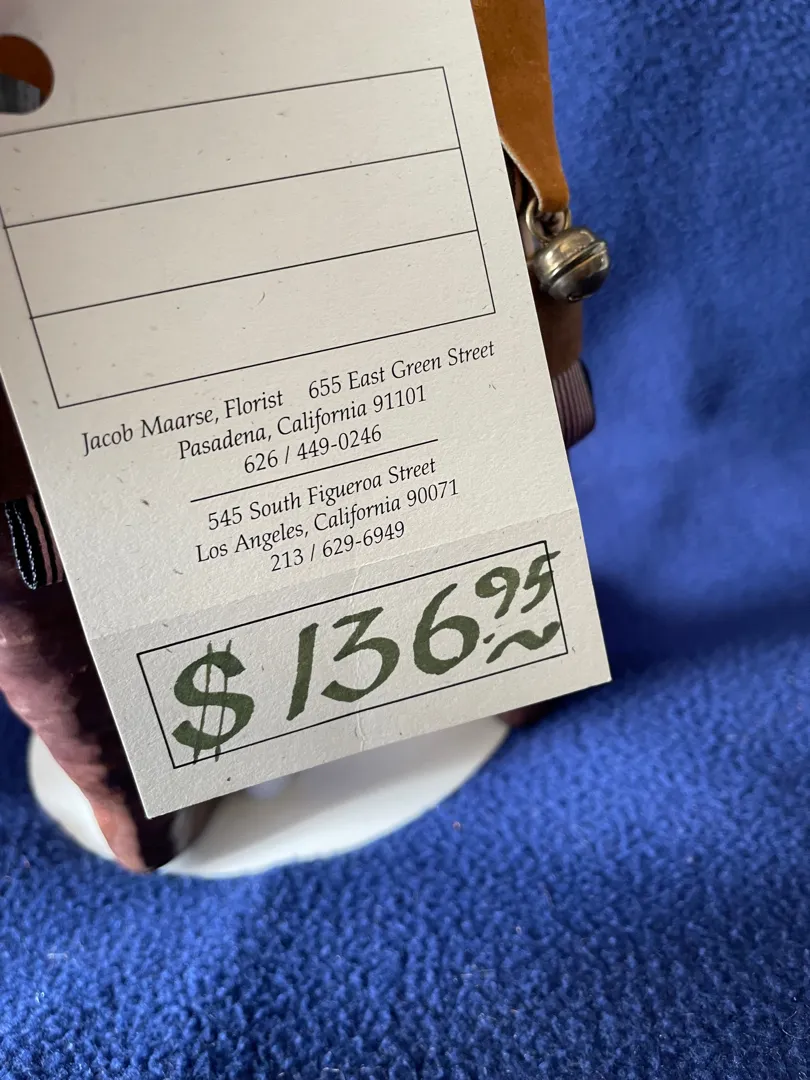 Jacob Maarse, Florist 655 East Green Street
Pasadena, California 91101
626 / 449-0246
545 South Figueroa Street
Los Angeles, California 90071
213 / 629-6949
$136.95